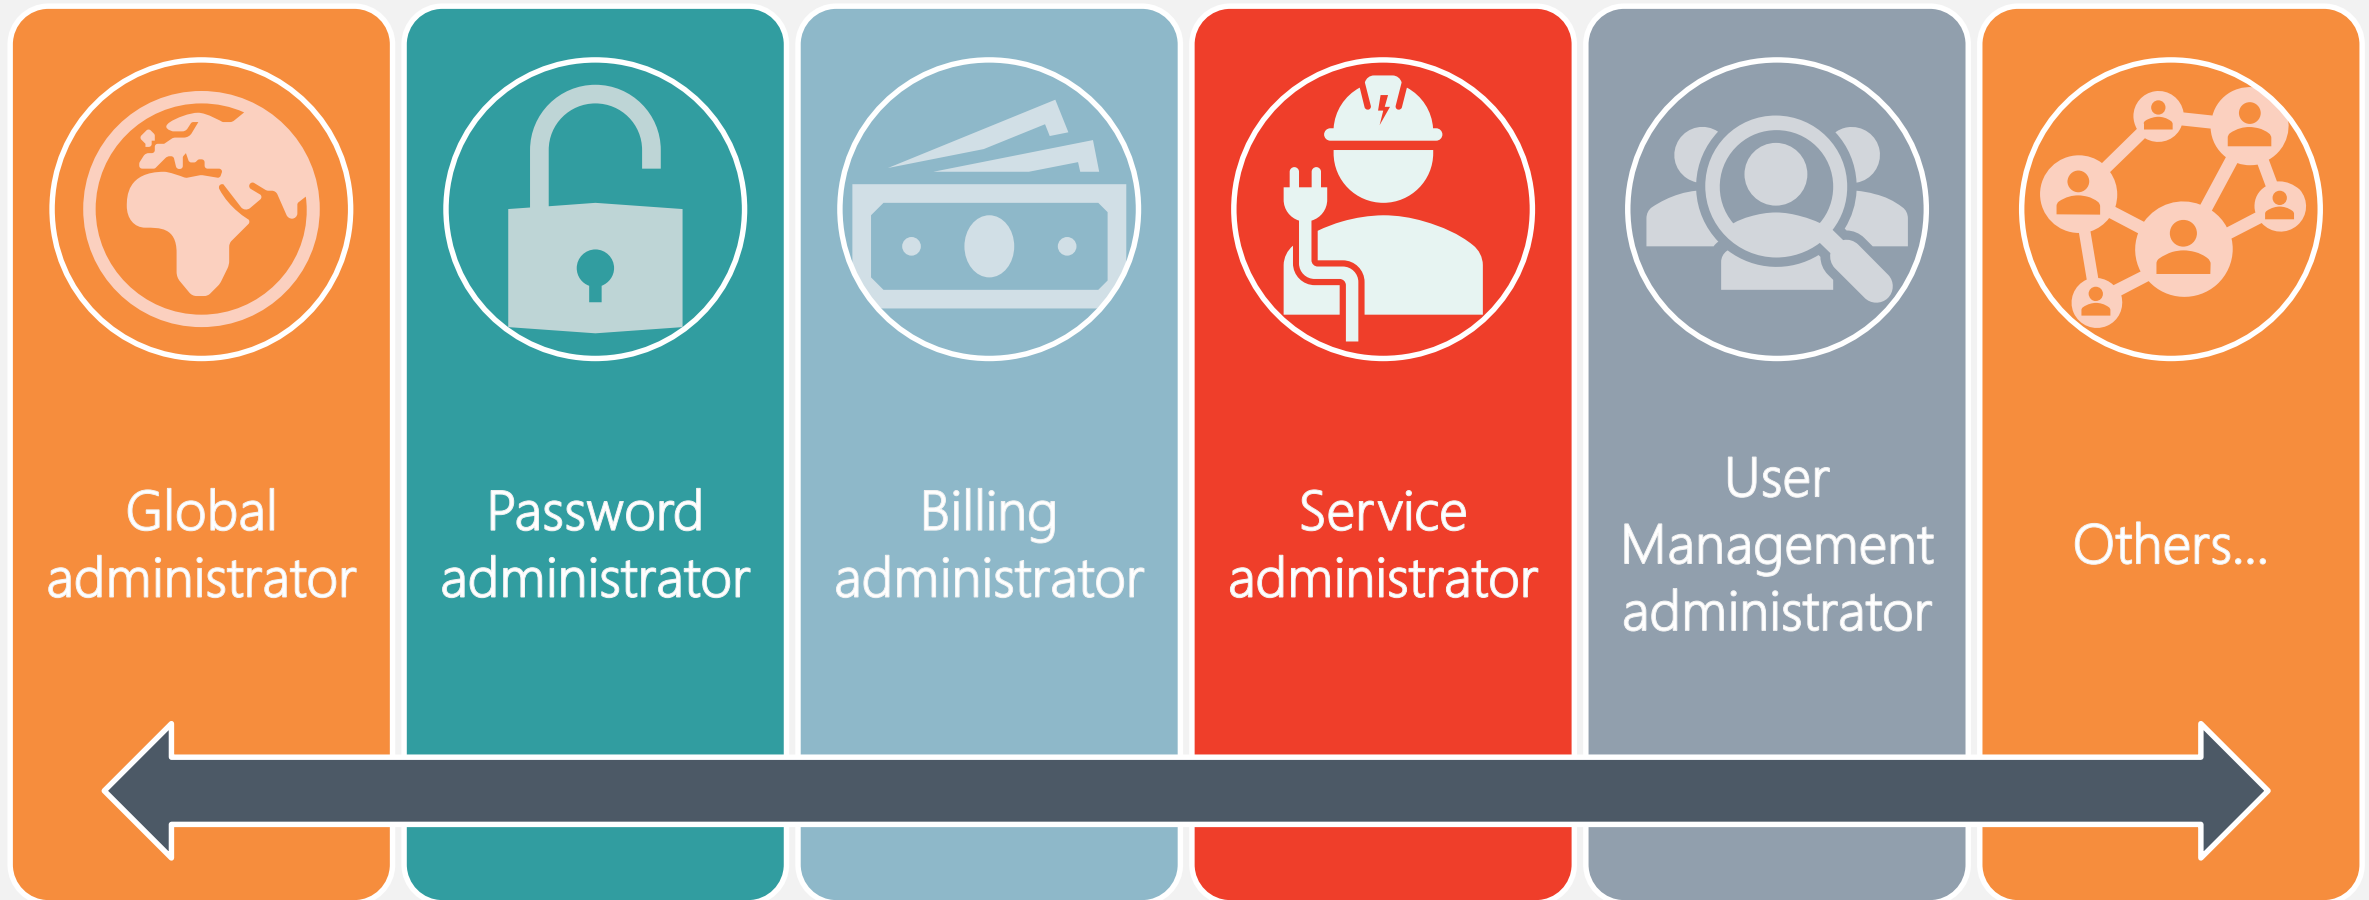 Global
administrator
Password
administrator
Billing
administrator
Service
administrator
User
Management
administrator
Others...